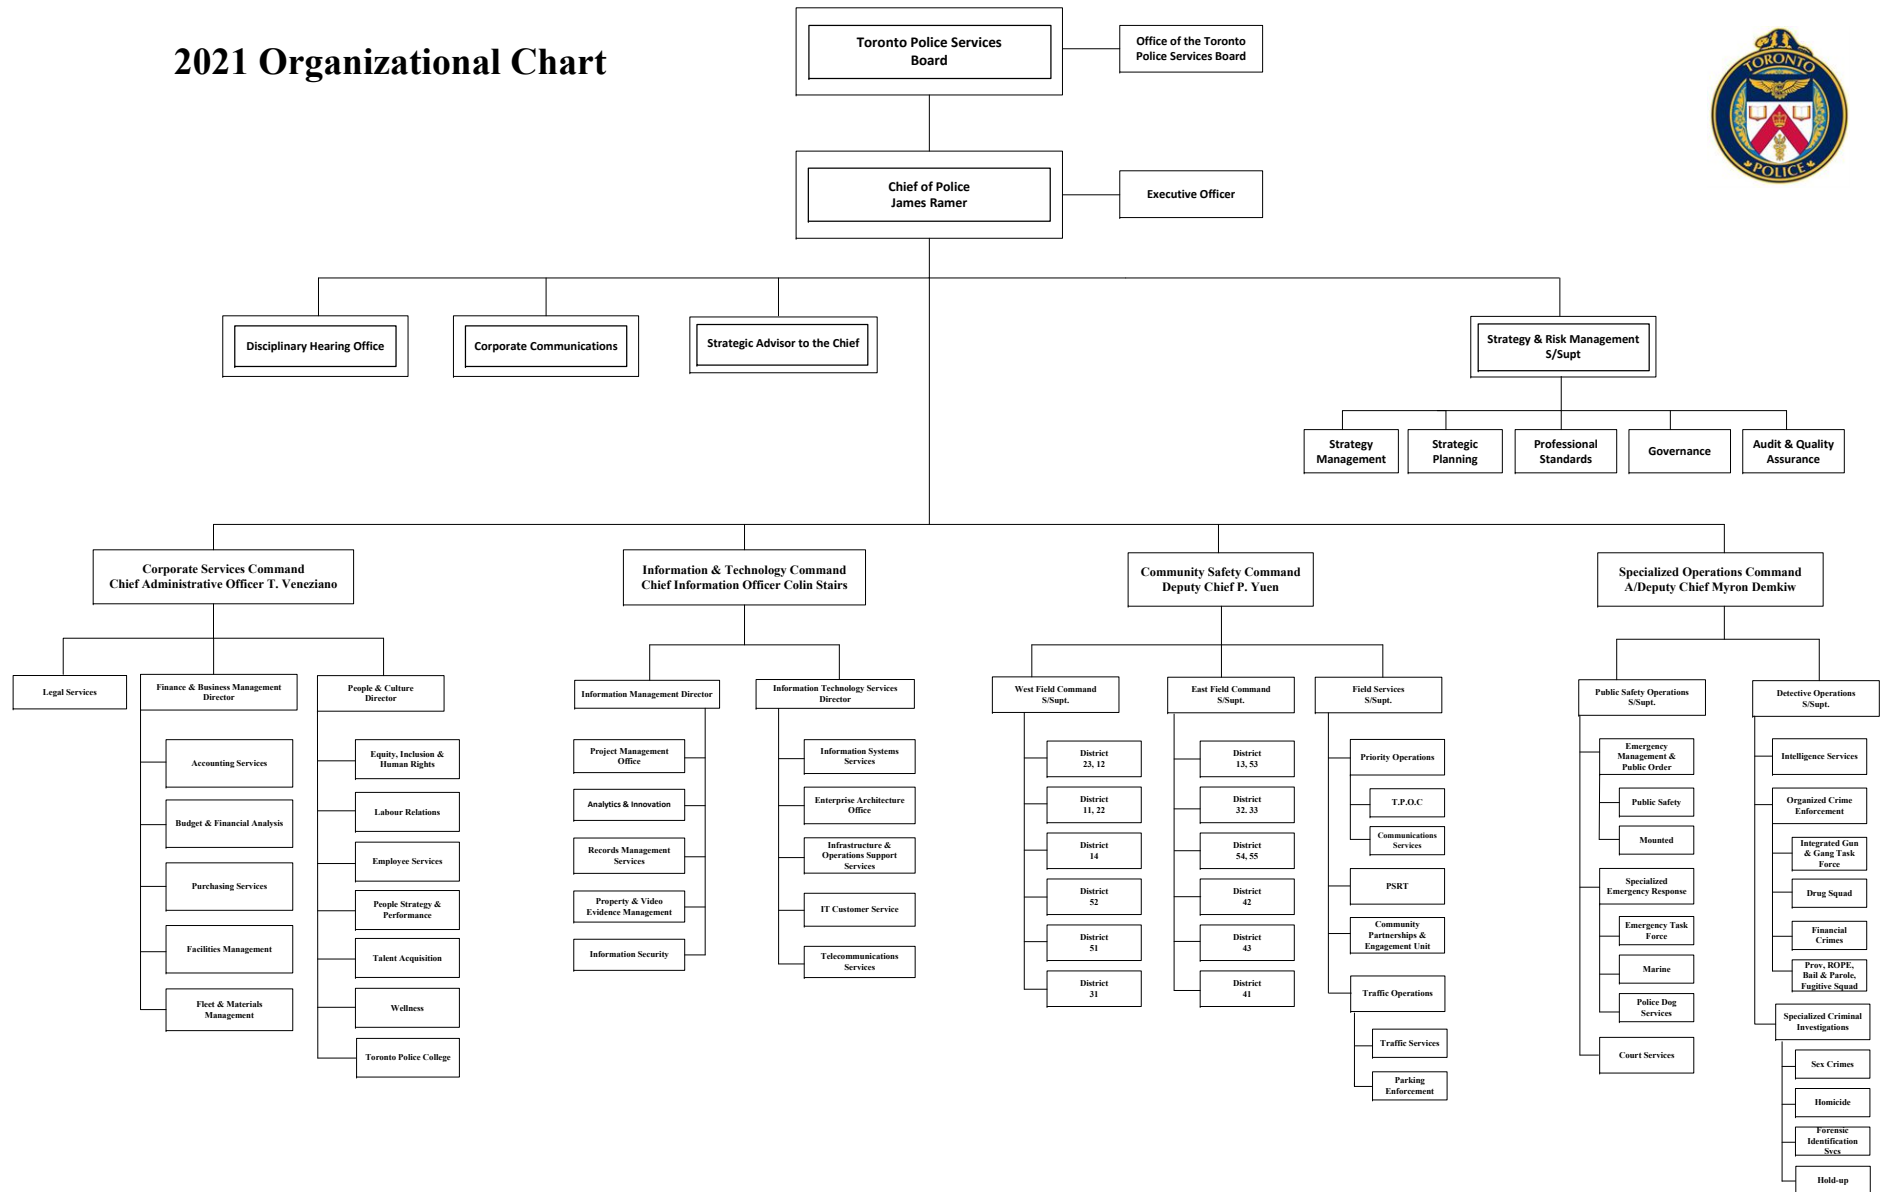 2021 Organizational Chart
Toronto Police Services
Board
Office of the Toronto
Police Services Board
TORONTO
POLICE
Chief of Police
James Ramer
Executive Officer
Disciplinary Hearing Office
Corporate Communications
Strategic Advisor to the Chief
Strategy & Risk Management
S/Supt
Strategy
Management
Strategic
Planning
Professional
Standards
Governance
Audit & Quality
Assurance
Corporate Services Command
Chief Administrative Officer T. Veneziano
Information & Technology Command
Chief Information Officer Colin Stairs
Community Safety Command
Deputy Chief P. Yuen
Specialized Operations Command
A/Deputy Chief Myron Demkiw
Legal Services
Finance & Business Management
Director
Accounting Services
Budget & Financial Analysis
Purchasing Services
Facilities Management
Fleet & Materials
Management
People & Culture
Director
Equity, Inclusion &
Human Rights
Labour Relations
Employee Services
People Strategy &
Performance
Talent Acquisition
Wellness
Toronto Police College
Information Management Director
Project Management
Office
Analytics & Innovation
Records Management
Services
Property & Video
Evidence Management
Information Security
Information Technology Services
Director
Information Systems
Services
Enterprise Architecture
Office
Infrastructure &
Operations Support
Services
IT Customer Service
Telecommunications
Services
West Field Command
S/Supt.
District
23, 12
District
11, 22
District
14
District
52
District
51
District
31
East Field Command
S/Supt.
District
13, 53
District
32. 33
District
54, 55
District
42
District
43
District
41
Field Services
S/Supt.
Priority Operations
T.P.O.C
Communications
Services
PSRT
Community
Partnerships &
Engagement Unit
Traffic Operations
Traffic Services
Parking
Enforcement
Public Safety Operations
S/Supt.
Emergency
Management &
Public Order
Public Safety
Mounted
Specialized
Emergency Response
Emergency Task
Force
Marine
Police Dog
Services
Court Services
Detective Operations
S/Supt.
Intelligence Services
Organized Crime
Enforcement
Integrated Gun
& Gang Task
Force
Drug Squad
Financial
Crimes
Prov, ROPE,
Bail & Parole,
Fugitive Squad
Specialized Criminal
Investigations
Sex Crimes
Homicide
Forensic
Identification
Svcs
Hold-up